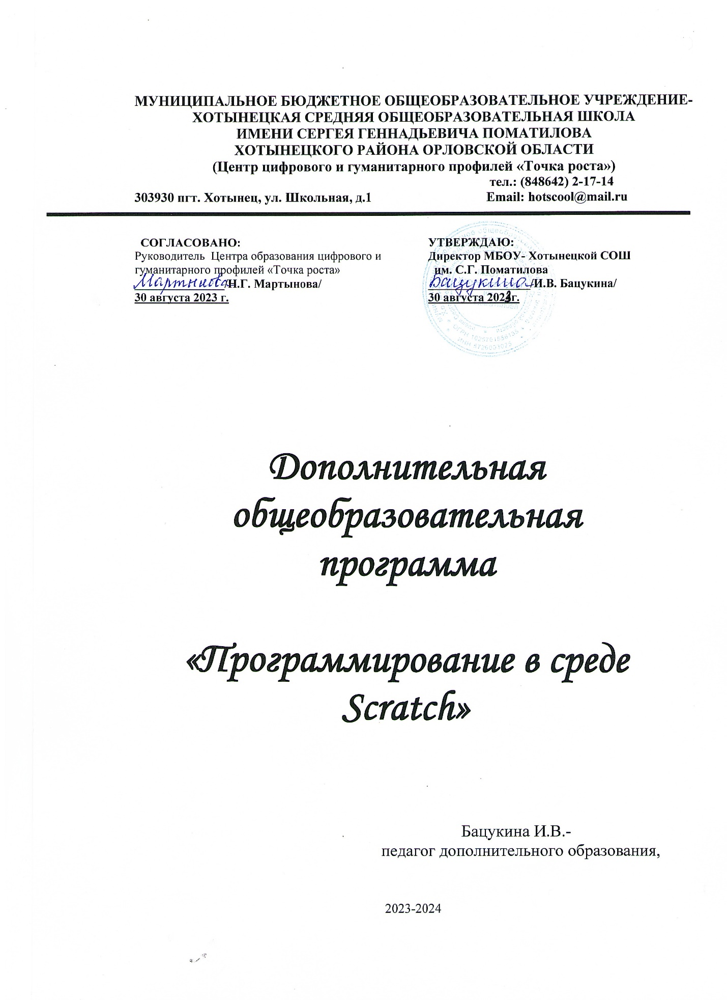 МУНИЦИПАЛЬНОЕ БЮДЖЕТНОЕ ОБЩЕОБРАЗОВАТЕЛЬНОЕ УЧРЕЖДЕНИЕ-
ХОТЫНЕЦКАЯ СРЕДНЯЯ ОБЩЕОБРАЗОВАТЕЛЬНАЯ ШКОЛА
ИМЕНИ СЕРГЕЯ ГЕННАДЬЕВИЧА ПОМАТИЛОВА
ХОТЫНЕЦКОГО РАЙОНА ОРЛОВСКОЙ ОБЛАСТИ
(Центр цифрового и гуманитарного профилей «Точка роста»)
тел.: (848642) 2-17-14
303930 пгт. Хотынец, ул. Школьная, д.1 Email: hotscool@mail.ru
СОГЛАСОВАНО:
Руководитель Центра образования цифрового и
гуманитарного профилей «Точка роста»
Мартынова /Н.Г. Мартынова/
30 августа 2023 г.
УТВЕРЖДАЮ:
Директор МБОУ- Хотынецкой СОШ
им. С.Г. Поматилова
Бацукина /И.В. Бацукина/
30 августа 2023г.
Дополнительная
общеобразовательная
программа
«Программирование в среде
Scratch»
Бацукина И.В.-
педагог дополнительного образования,
2023-2024